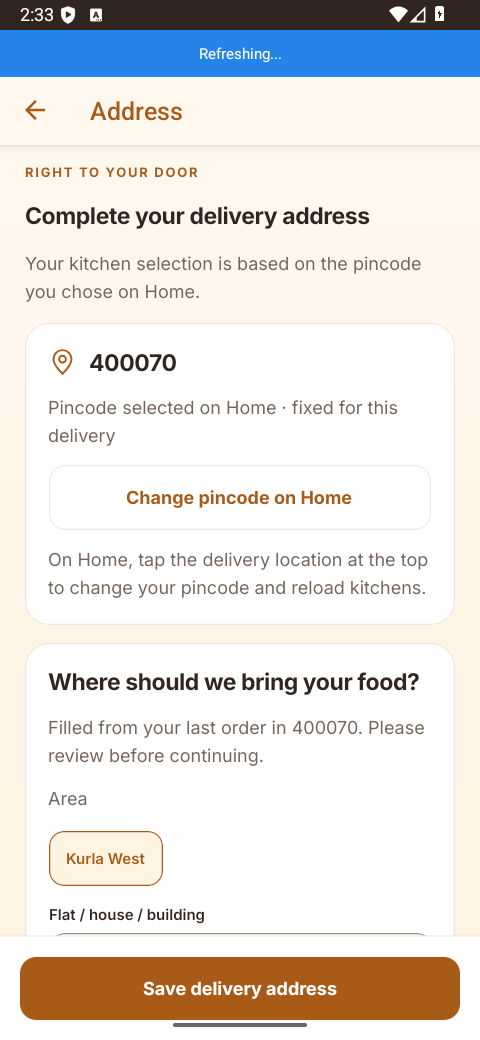 2:33
Refreshing...
Address
RIGHT TO YOUR DOOR
Complete your delivery address
Your kitchen selection is based on the pincode
you chose on Home.
400070
Pincode selected on Home · fixed for this
delivery
Change pincode on Home
On Home, tap the delivery location at the top
to change your pincode and reload kitchens.
Where should we bring your food?
Filled from your last order in 400070. Please
review before continuing.
Area
Kurla West
Flat / house / building
Save delivery address